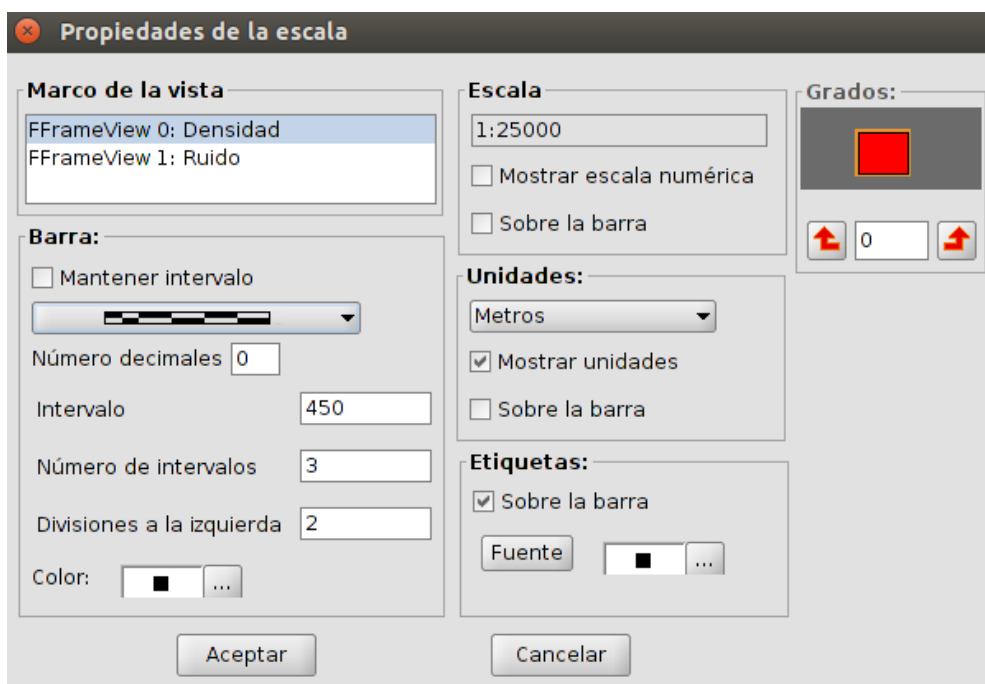 Propiedades de la escala
Marco de la vista
FFrameView 0: Densidad
FFrameView 1: Ruido
Barra:
Mantener intervalo
Número decimales 0
Intervalo 450
Número de intervalos 3
Divisiones a la izquierda 2
Color: ...
Escala
1:25000
Mostrar escala numérica
Sobre la barra
Unidades:
Metros
Mostrar unidades
Sobre la barra
Etiquetas:
Sobre la barra
Fuente ...
Grados:
0
Aceptar
Cancelar